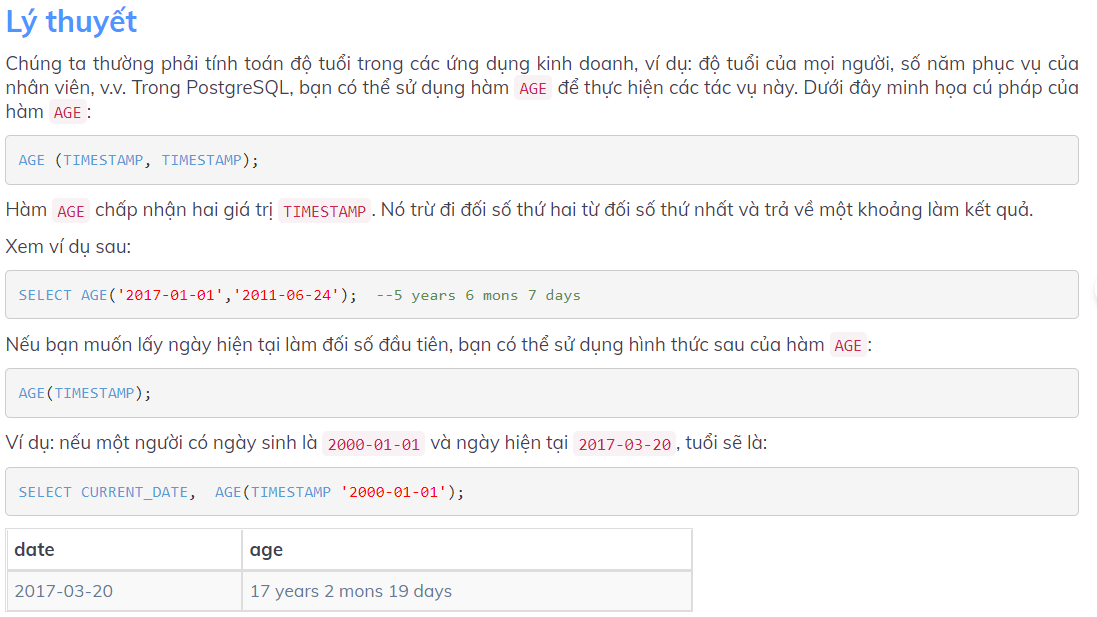 Lý thuyết
Chúng ta thường phải tính toán độ tuổi trong các ứng dụng kinh doanh, ví dụ: độ tuổi của mọi người, số năm phục vụ của
nhân viên, v.v. Trong PostgreSQL, bạn có thể sử dụng hàm AGE để thực hiện các tác vụ này. Dưới đây minh họa cú pháp của
hàm AGE:
AGE (TIMESTAMP, TIMESTAMP);
Hàm AGE chấp nhận hai giá trị TIMESTAMP. Nó trừ đi đối số thứ hai từ đối số thứ nhất và trả về một khoảng làm kết quả.
Xem ví dụ sau:
SELECT AGE('2017-01-01','2011-06-24');  --5 years 6 mons 7 days
Nếu bạn muốn lấy ngày hiện tại làm đối số đầu tiên, bạn có thể sử dụng hình thức sau của hàm AGE:
AGE(TIMESTAMP);
Ví dụ: nếu một người có ngày sinh là 2000-01-01 và ngày hiện tại 2017-03-20, tuổi sẽ là:
SELECT CURRENT_DATE,  AGE(TIMESTAMP '2000-01-01');
date age
2017-03-20 17 years 2 mons 19 days